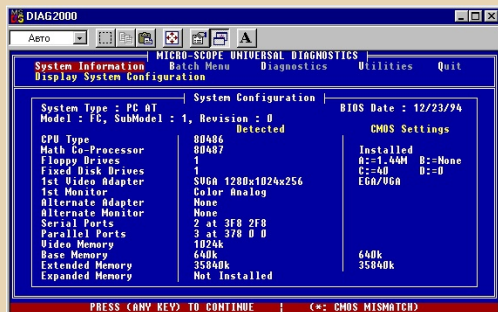 DIAG2000
Авто
MICRO-SCOPE UNIVERSAL DIAGNOSTICS
System Information Batch Menu Diagnostics Utilities Quit
Display System Configuration
System Configuration
System Type : PC AT BIOS Date : 12/23/94
Model : FC, SubModel : 1, Revision : 0
Detected CMOS Settings
CPU Type 80486
Math Co-Processor 80487 Installed
Floppy Drives 1 A:=1.44M B:=None
Fixed Disk Drives 1 C:=40 D:=0
1st Video Adapter SVGA 1280x1024x256 EGA/VGA
1st Monitor Color Analog
Alternate Adapter None
Alternate Monitor None
Serial Ports 2 at 3F8 2F8
Parallel Ports 3 at 378 0 0
Video Memory 1024k
Base Memory 640k 640k
Extended Memory 35840k 35840k
Expanded Memory Not Installed
PRESS (ANY KEY) TO CONTINUE | (*: CMOS MISMATCH)